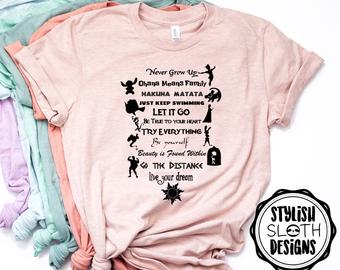 Never Grow Up
Ohana Means Family
HAKUNA MATATA
JUST KEEP SWIMMING
LET IT GO
Be True to your heart
TRY EVERYTHING
Be yourself
Beauty is Found Within
GO THE DISTANCE
live your dream
STYLISH
SLOTH
DESIGNS